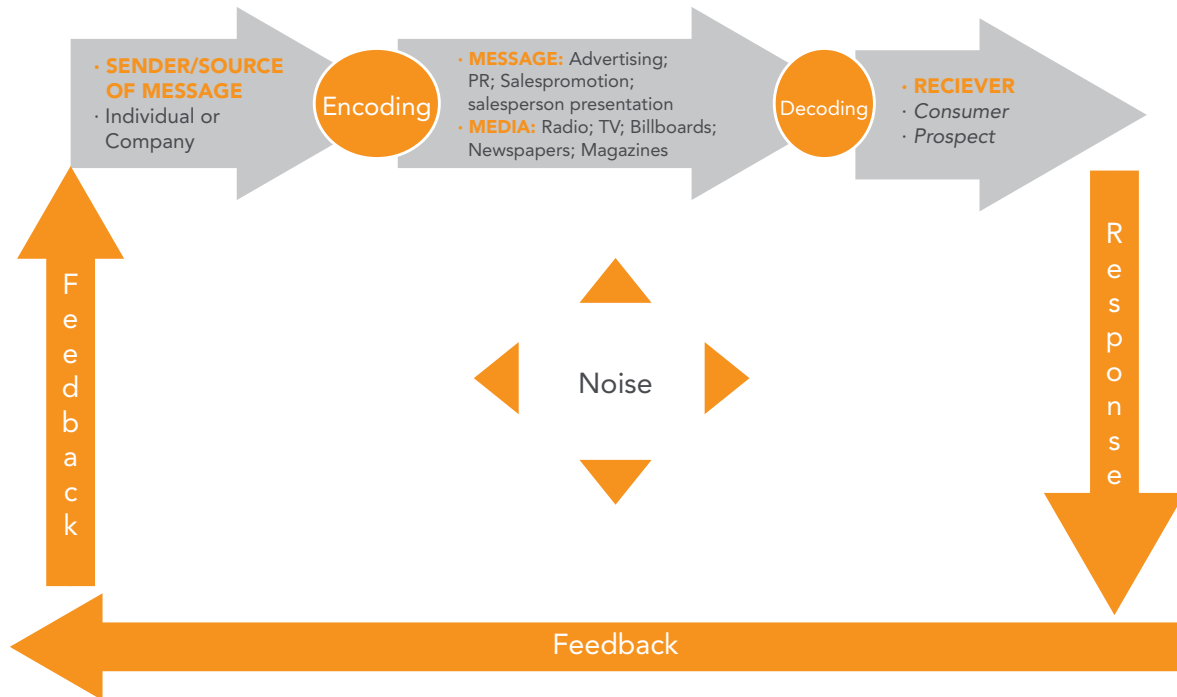 · SENDER/SOURCE
OF MESSAGE
· Individual or
Company
Encoding
· MESSAGE: Advertising;
PR; Salespromotion;
salesperson presentation
· MEDIA: Radio; TV; Billboards;
Newspapers; Magazines
Decoding
· RECIEVER
· Consumer
· Prospect
Response
Noise
Feedback
Feedback